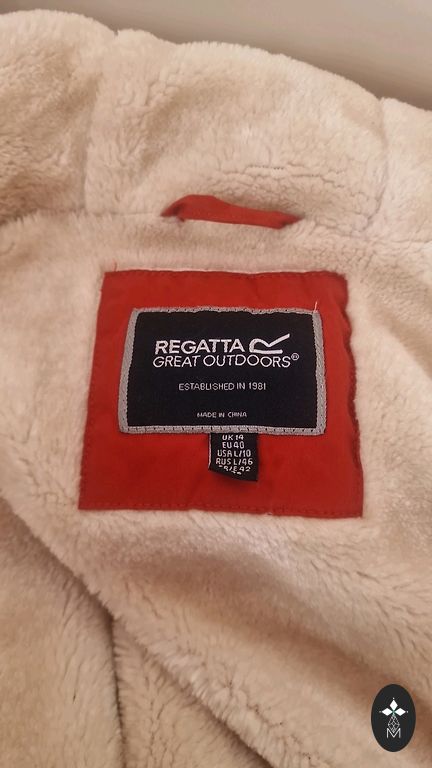 REGATTA
GREAT OUTDOORS®
ESTABLISHED IN 1981
MADE IN CHINA
UK 14
EU 40
USA L/10
RUS L/46
M